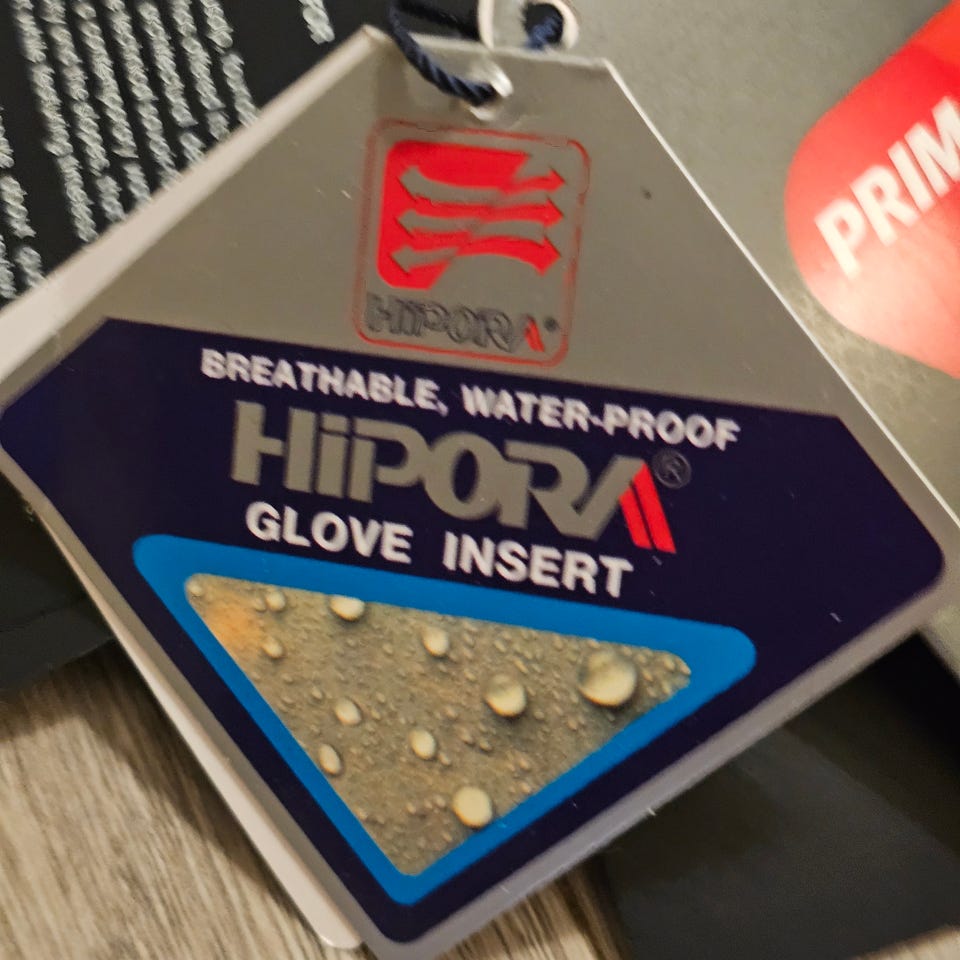 HiPORA®
BREATHABLE, WATER-PROOF
HiPORA®
GLOVE INSERT
PRIM